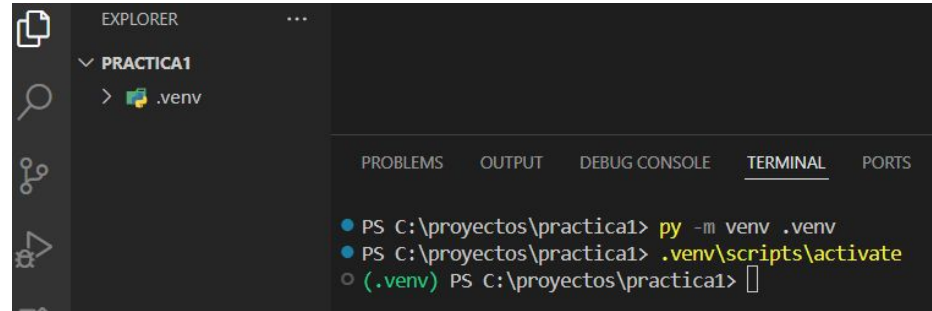 EXPLORER ...
PRACTICA1
.venv
PROBLEMS OUTPUT DEBUG CONSOLE TERMINAL PORTS
PS C:\proyectos\practica1> py -m venv .venv
PS C:\proyectos\practica1> .venv\scripts\activate
(.venv) PS C:\proyectos\practica1>